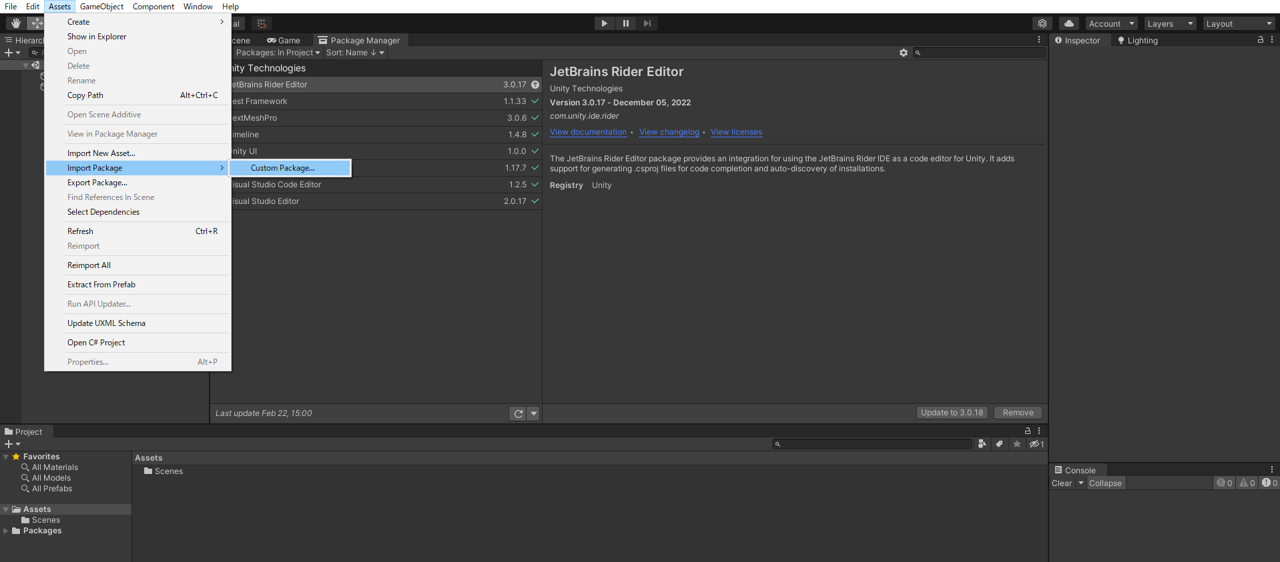 File Edit Assets GameObject Component Window Help
Account Layers Layout
Create
Show in Explorer
Open
Delete
Rename
Copy Path Alt+Ctrl+C
Open Scene Additive
View in Package Manager
Import New Asset...
Import Package
Export Package...
Find References In Scene
Select Dependencies
Refresh Ctrl+R
Reimport
Reimport All
Extract From Prefab
Run API Updater...
Update UXML Schema
Open C# Project
Properties... Alt+P
Custom Package...
Game Package Manager
Packages: In Project Sort: Name ↓
Technologies
Rider Editor 3.0.17
Framework 1.1.33
3.0.6
1.4.8
UI 1.0.0
1.17.7
Studio Code Editor 1.2.5
Studio Editor 2.0.17
Last update Feb 22, 15:00
JetBrains Rider Editor
Unity Technologies
Version 3.0.17 - December 05, 2022
com.unity.ide.rider
View documentation • View changelog • View licenses
The JetBrains Rider Editor package provides an integration for using the JetBrains Rider IDE as a code editor for Unity. It adds
support for generating .csproj files for code completion and auto-discovery of installations.
Registry Unity
Update to 3.0.18 Remove
Inspector Lighting
Project
1
Favorites
All Materials
All Models
All Prefabs
Assets
Scenes
Packages
Assets
Scenes
Console
Clear Collapse 0 0 0